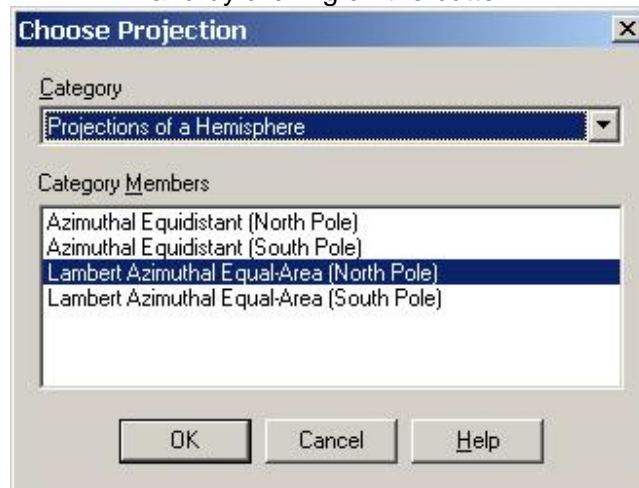 Choose Projection
Category
Projections of a Hemisphere
Category Members
Azimuthal Equidistant (North Pole)
Azimuthal Equidistant (South Pole)
Lambert Azimuthal Equal-Area (North Pole)
Lambert Azimuthal Equal-Area (South Pole)
OK Cancel Help